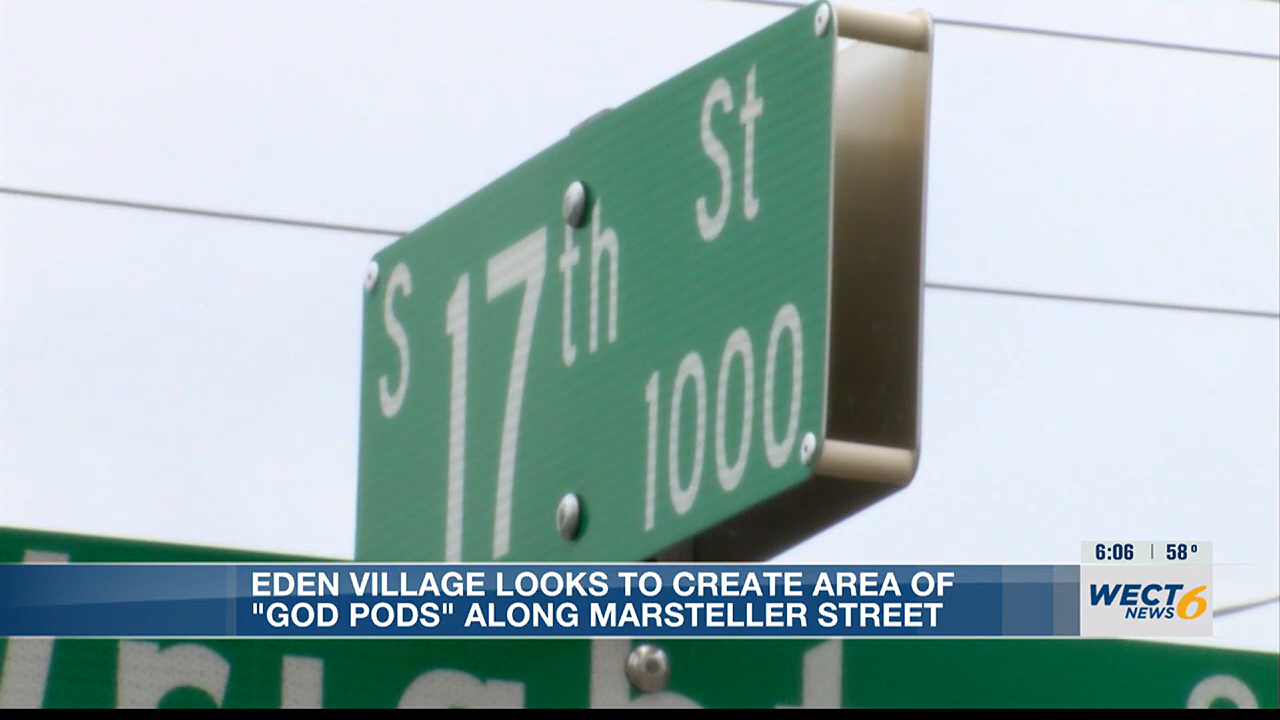 S 17th St
1000
6:06 | 58°
EDEN VILLAGE LOOKS TO CREATE AREA OF
"GOD PODS" ALONG MARSTELLER STREET
WECT 6
NEWS